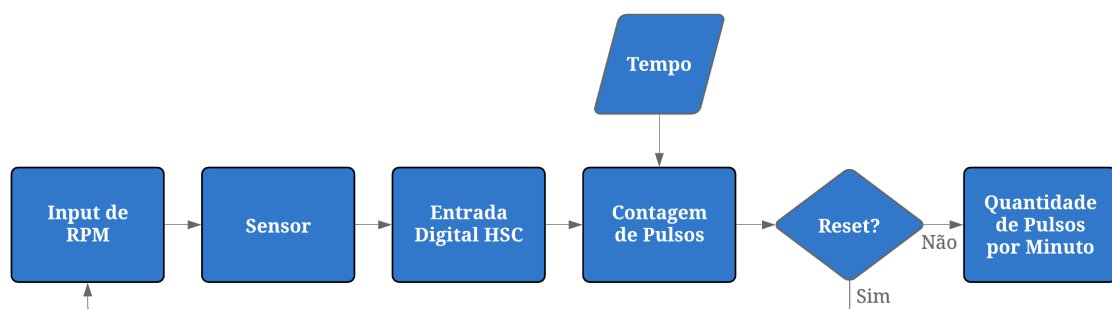 Tempo
Input de
RPM
Sensor
Entrada
Digital HSC
Contagem
de Pulsos
Reset?
Não
Quantidade
de Pulsos
por Minuto
Sim